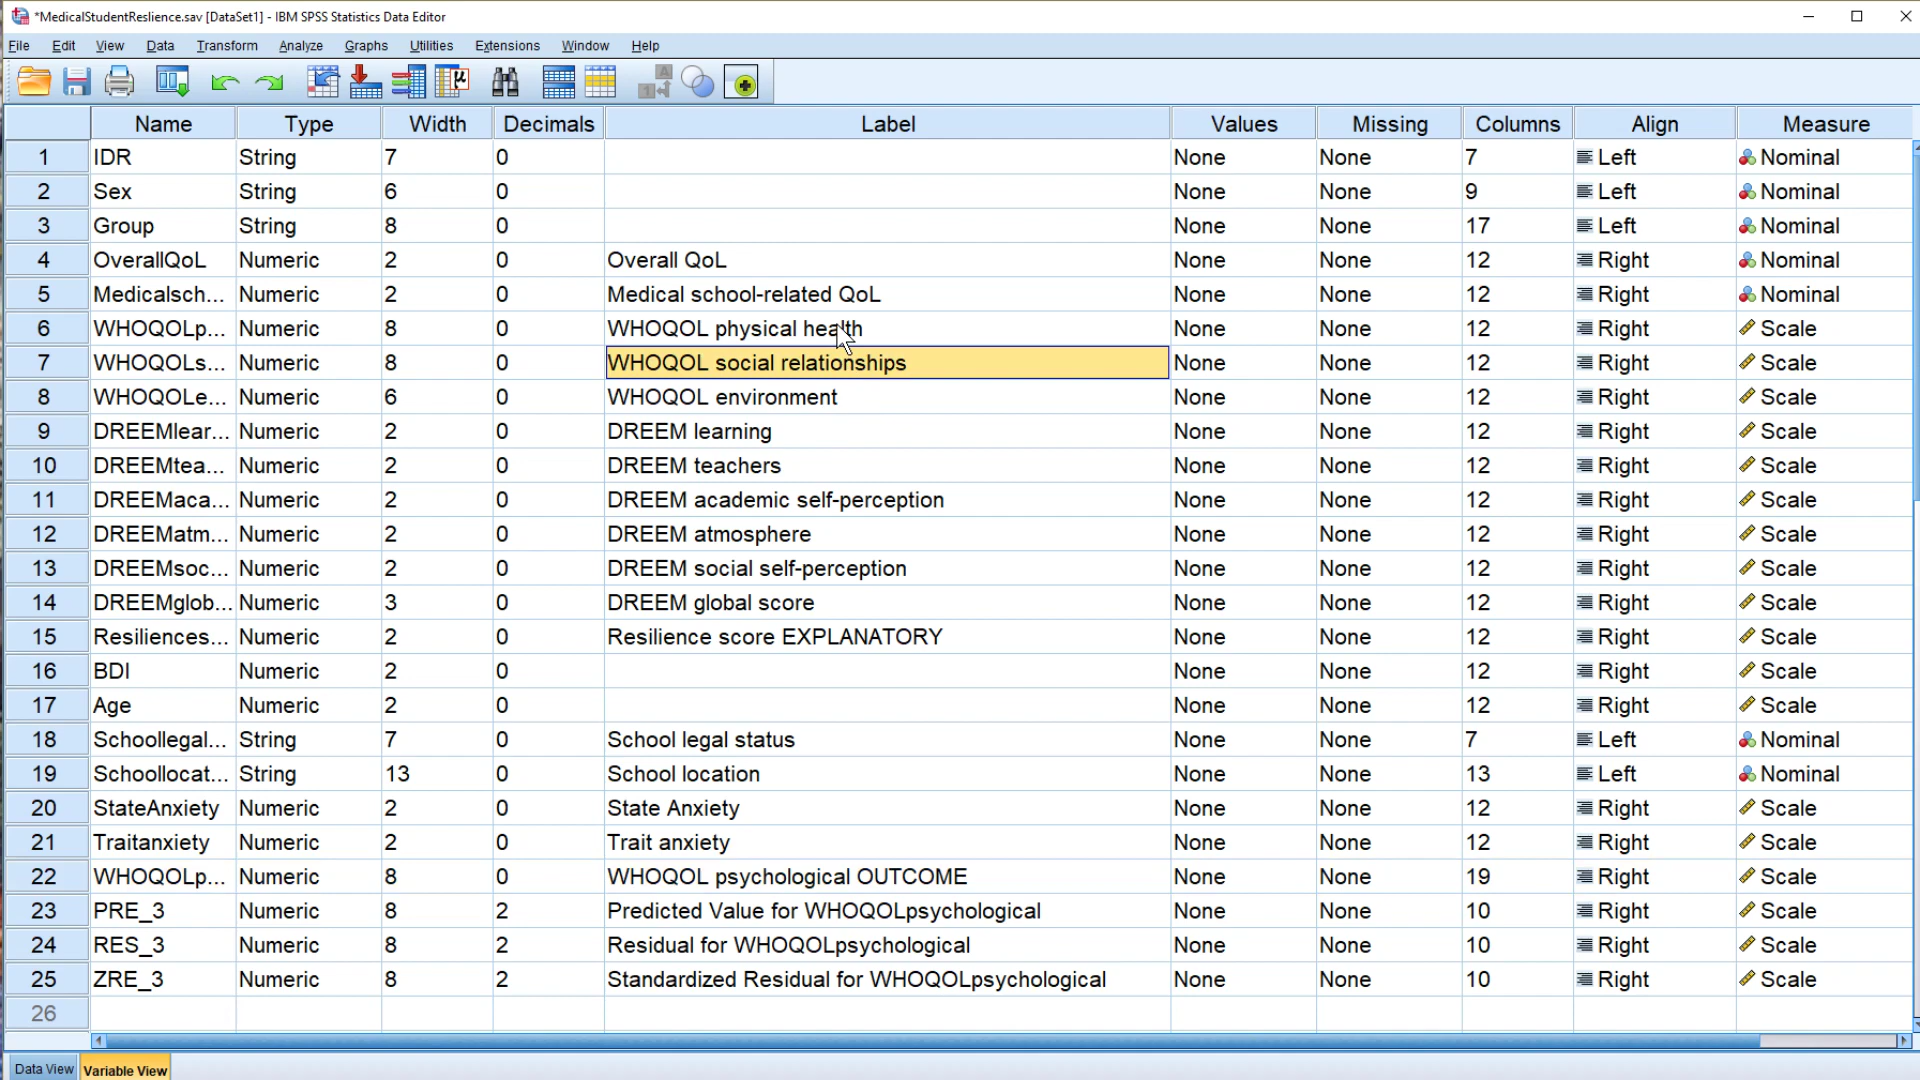 *MedicalStudentReslience.sav [DataSet1] - IBM SPSS Statistics Data Editor
File Edit View Data Transform Analyze Graphs Utilities Extensions Window Help
Name Type Width Decimals Label Values Missing Columns Align Measure
1 IDR String 7 0 None None 7 Left Nominal
2 Sex String 6 0 None None 9 Left Nominal
3 Group String 8 0 None None 17 Left Nominal
4 OverallQoL Numeric 2 0 Overall QoL None None 12 Right Nominal
5 Medicalsch... Numeric 2 0 Medical school-related QoL None None 12 Right Nominal
6 WHOQOLp... Numeric 8 0 WHOQOL physical health None None 12 Right Scale
7 WHOQOLs... Numeric 8 0 WHOQOL social relationships None None 12 Right Scale
8 WHOQOLe... Numeric 6 0 WHOQOL environment None None 12 Right Scale
9 DREEMlear... Numeric 2 0 DREEM learning None None 12 Right Scale
10 DREEMtea... Numeric 2 0 DREEM teachers None None 12 Right Scale
11 DREEMaca... Numeric 2 0 DREEM academic self-perception None None 12 Right Scale
12 DREEMatm... Numeric 2 0 DREEM atmosphere None None 12 Right Scale
13 DREEMsoc... Numeric 2 0 DREEM social self-perception None None 12 Right Scale
14 DREEMglob... Numeric 3 0 DREEM global score None None 12 Right Scale
15 Resiliences... Numeric 2 0 Resilience score EXPLANATORY None None 12 Right Scale
16 BDI Numeric 2 0 None None 12 Right Scale
17 Age Numeric 2 0 None None 12 Right Scale
18 Schoollegal... String 7 0 School legal status None None 7 Left Nominal
19 Schoollocat... String 13 0 School location None None 13 Left Nominal
20 StateAnxiety Numeric 2 0 State Anxiety None None 12 Right Scale
21 Traitanxiety Numeric 2 0 Trait anxiety None None 12 Right Scale
22 WHOQOLp... Numeric 8 0 WHOQOL psychological OUTCOME None None 19 Right Scale
23 PRE_3 Numeric 8 2 Predicted Value for WHOQOLpsychological None None 10 Right Scale
24 RES_3 Numeric 8 2 Residual for WHOQOLpsychological None None 10 Right Scale
25 ZRE_3 Numeric 8 2 Standardized Residual for WHOQOLpsychological None None 10 Right Scale
26
Data View Variable View